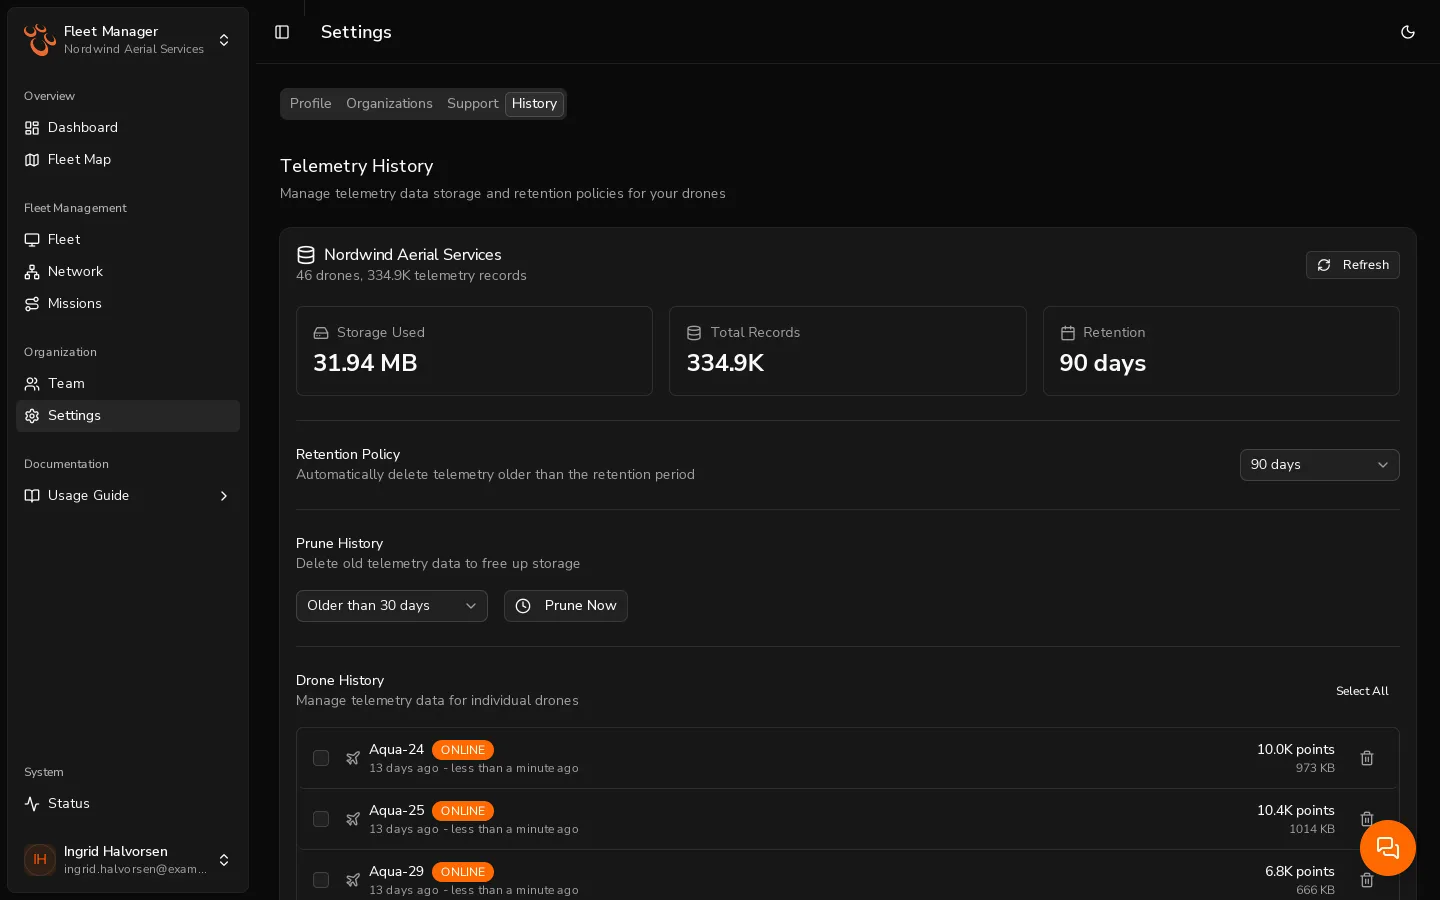 Fleet Manager
Nordwind Aerial Services
Overview
Dashboard
Fleet Map
Fleet Management
Fleet
Network
Missions
Organization
Team
Settings
Documentation
Usage Guide
System
Status
IH
Ingrid Halvorsen
ingrid.halvorsen@exam...
Settings
Profile Organizations Support History
Telemetry History
Manage telemetry data storage and retention policies for your drones
Nordwind Aerial Services
46 drones, 334.9K telemetry records
Refresh
Storage Used
31.94 MB
Total Records
334.9K
Retention
90 days
Retention Policy
Automatically delete telemetry older than the retention period
90 days
Prune History
Delete old telemetry data to free up storage
Older than 30 days
Prune Now
Drone History
Manage telemetry data for individual drones
Select All
Aqua-24 ONLINE
13 days ago - less than a minute ago
10.0K points
973 KB
Aqua-25 ONLINE
13 days ago - less than a minute ago
10.4K points
1014 KB
Aqua-29 ONLINE
13 days ago - less than a minute ago
6.8K points
666 KB